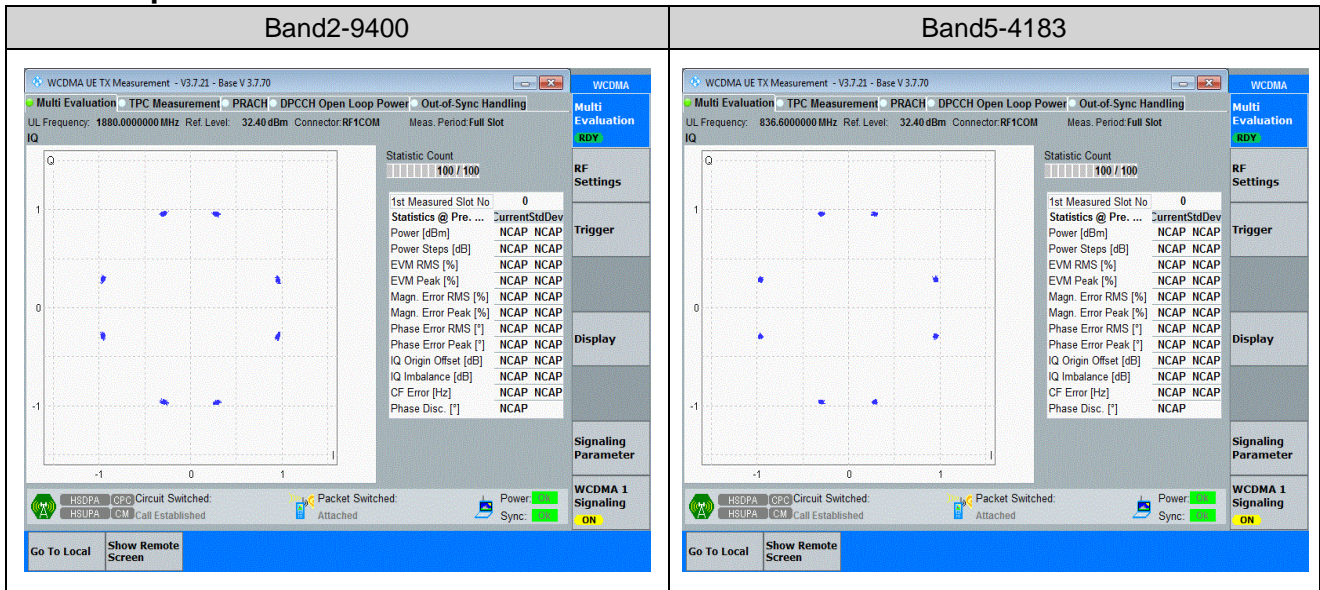 Band2-9400
Band5-4183
WCDMA UE TX Measurement - V3.7.21 - Base V 3.7.70
WCDMA
Multi Evaluation TPC Measurement PRACH DPCCH Open Loop Power Out-of-Sync Handling
Multi
Evaluation
RDY
UL Frequency: 1880.0000000 MHz Ref. Level: 32.40 dBm Connector: RF1COM Meas. Period: Full Slot
IQ
Q
1
0
-1
-1 0 1
I
Statistic Count
100 / 100
1st Measured Slot No 0
Statistics @ Pre. ... CurrentStdDev
Power [dBm] NCAP NCAP
Power Steps [dB] NCAP NCAP
EVM RMS [%] NCAP NCAP
EVM Peak [%] NCAP NCAP
Magn. Error RMS [%] NCAP NCAP
Magn. Error Peak [%] NCAP NCAP
Phase Error RMS [°] NCAP NCAP
Phase Error Peak [°] NCAP NCAP
IQ Origin Offset [dB] NCAP NCAP
IQ Imbalance [dB] NCAP NCAP
CF Error [Hz] NCAP NCAP
Phase Disc. [°] NCAP
RF
Settings
Trigger
Display
Signaling
Parameter
WCDMA 1
Signaling
ON
HSDPA CPC Circuit Switched: Packet Switched: Power: Ok
HSUPA CM Call Established Attached Sync: Ok
Go To Local
Show Remote
Screen
WCDMA UE TX Measurement - V3.7.21 - Base V 3.7.70
WCDMA
Multi Evaluation TPC Measurement PRACH DPCCH Open Loop Power Out-of-Sync Handling
Multi
Evaluation
RDY
UL Frequency: 836.6000000 MHz Ref. Level: 32.40 dBm Connector: RF1COM Meas. Period: Full Slot
IQ
Q
1
0
-1
-1 0 1
I
Statistic Count
100 / 100
1st Measured Slot No 0
Statistics @ Pre. ... CurrentStdDev
Power [dBm] NCAP NCAP
Power Steps [dB] NCAP NCAP
EVM RMS [%] NCAP NCAP
EVM Peak [%] NCAP NCAP
Magn. Error RMS [%] NCAP NCAP
Magn. Error Peak [%] NCAP NCAP
Phase Error RMS [°] NCAP NCAP
Phase Error Peak [°] NCAP NCAP
IQ Origin Offset [dB] NCAP NCAP
IQ Imbalance [dB] NCAP NCAP
CF Error [Hz] NCAP NCAP
Phase Disc. [°] NCAP
RF
Settings
Trigger
Display
Signaling
Parameter
WCDMA 1
Signaling
ON
HSDPA CPC Circuit Switched: Packet Switched: Power: Ok
HSUPA CM Call Established Attached Sync: Ok
Go To Local
Show Remote
Screen